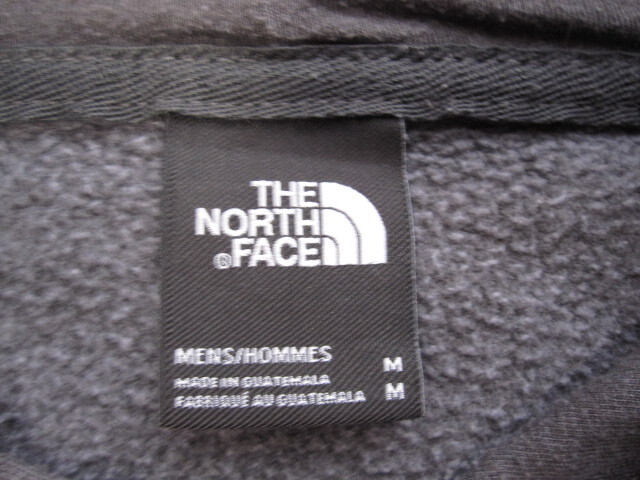 THE
NORTH
®FACE
MENS/HOMMES M
MADE IN GUATEMALA
FABRIQUÉ AU GUATEMALA M